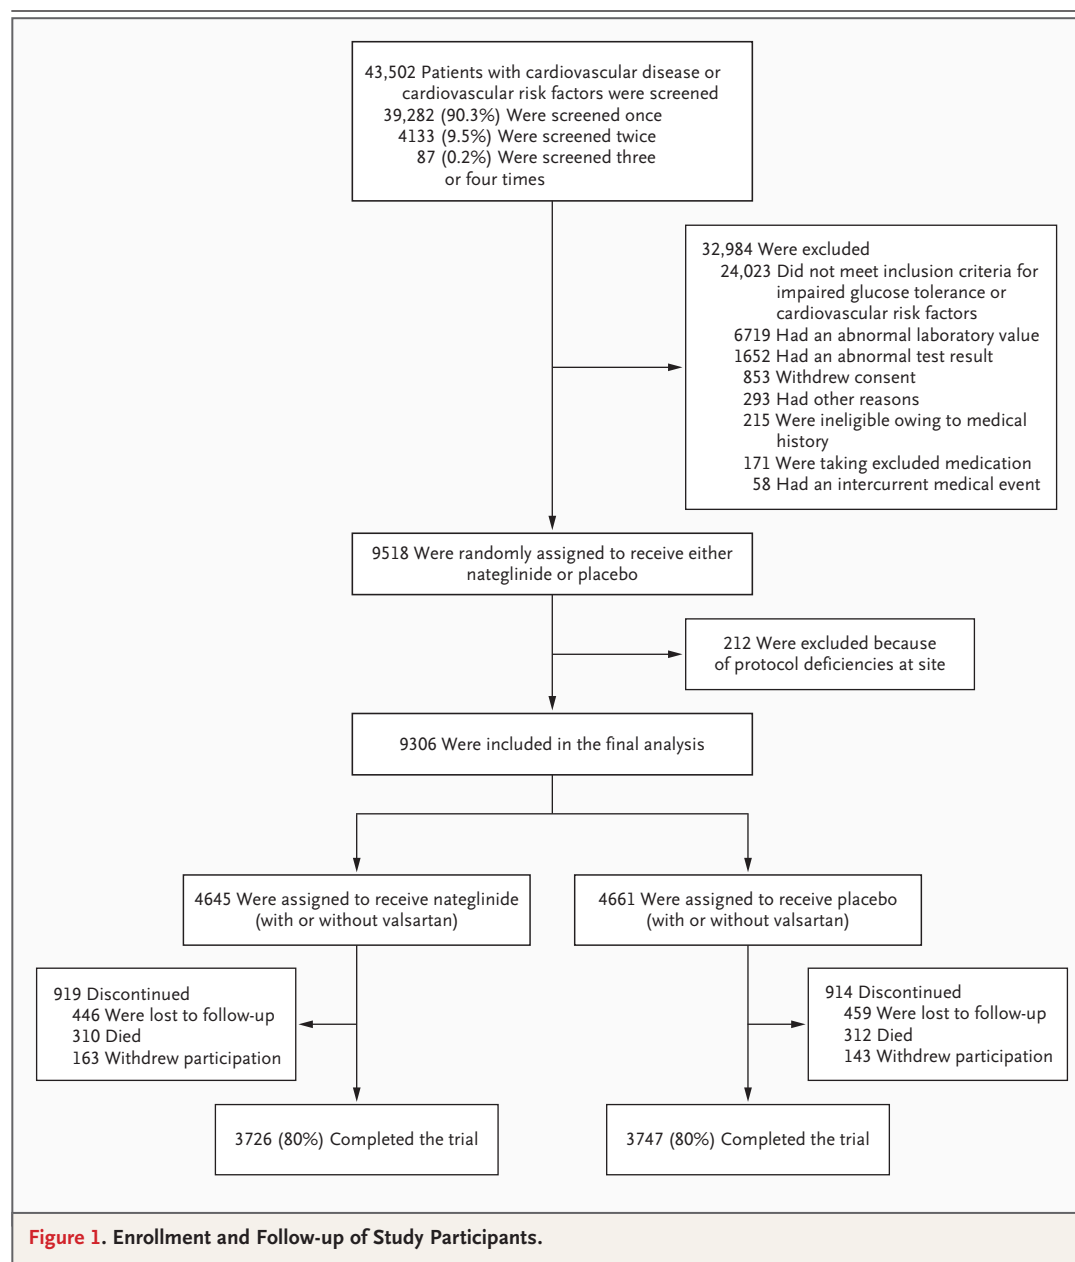 43,502 Patients with cardiovascular disease or
cardiovascular risk factors were screened
39,282 (90.3%) Were screened once
4133 (9.5%) Were screened twice
87 (0.2%) Were screened three
or four times
32,984 Were excluded
24,023 Did not meet inclusion criteria for
impaired glucose tolerance or
cardiovascular risk factors
6719 Had an abnormal laboratory value
1652 Had an abnormal test result
853 Withdrew consent
293 Had other reasons
215 Were ineligible owing to medical
history
171 Were taking excluded medication
58 Had an intercurrent medical event
9518 Were randomly assigned to receive either
nateglinide or placebo
212 Were excluded because
of protocol deficiencies at site
9306 Were included in the final analysis
4645 Were assigned to receive nateglinide
(with or without valsartan)
4661 Were assigned to receive placebo
(with or without valsartan)
919 Discontinued
446 Were lost to follow-up
310 Died
163 Withdrew participation
914 Discontinued
459 Were lost to follow-up
312 Died
143 Withdrew participation
3726 (80%) Completed the trial
3747 (80%) Completed the trial
Figure 1. Enrollment and Follow-up of Study Participants.